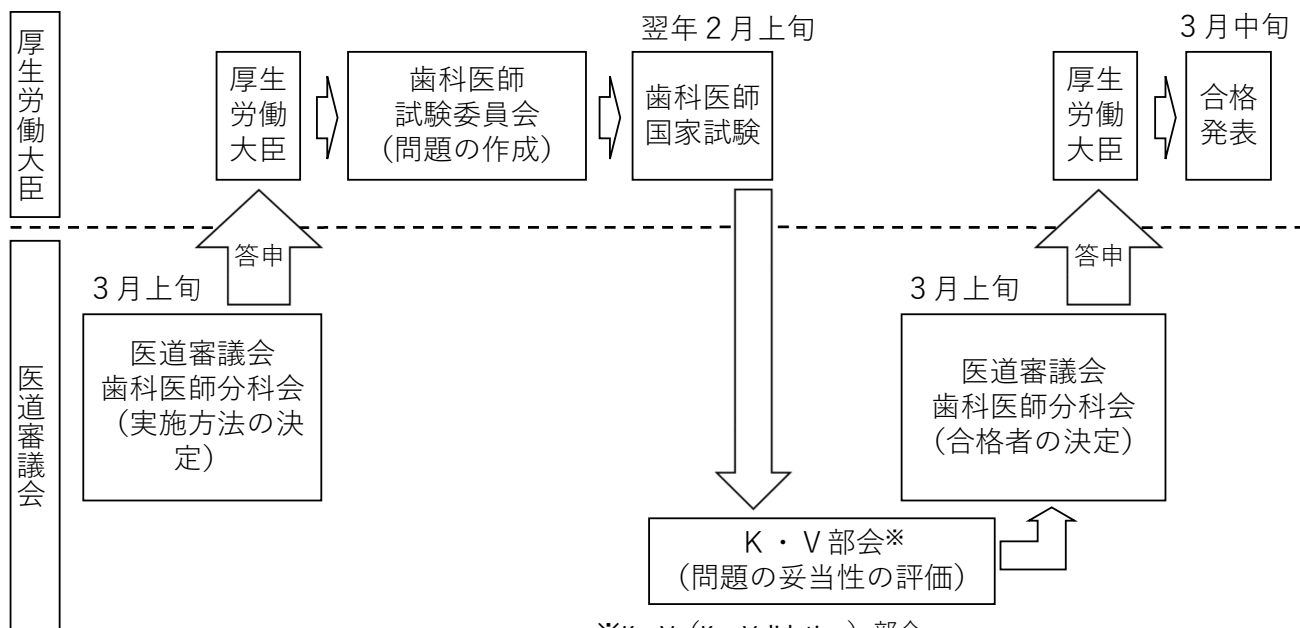 厚生労働大臣
翌年２月上旬
３月中旬
厚生
労働
大臣
歯科医師
試験委員会
（問題の作成）
歯科医師
国家試験
厚生
労働
大臣
合格
発表
答申
答申
医道審議会
３月上旬
医道審議会
歯科医師分科会
（実施方法の決
定）
３月上旬
医道審議会
歯科医師分科会
（合格者の決定）
Ｋ・Ｖ部会※
（問題の妥当性の評価）